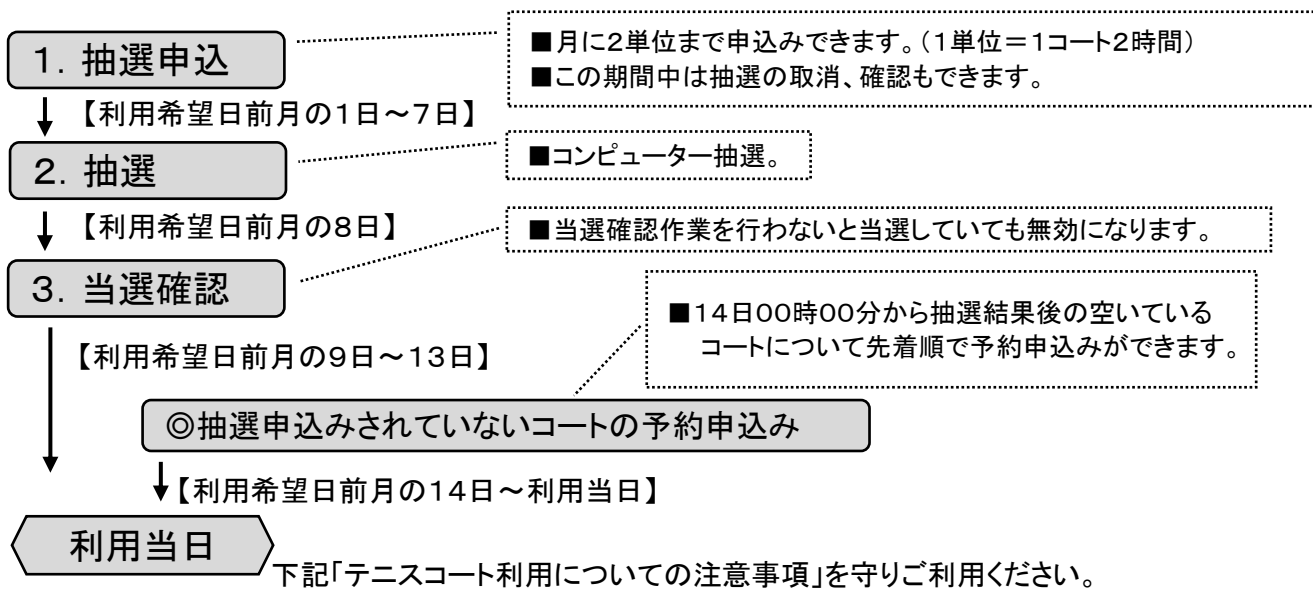 1．抽選申込
■月に2単位まで申込みできます。（1単位＝1コート2時間）
■この期間中は抽選の取消、確認もできます。
【利用希望日前月の1日～7日】
2．抽選
■コンピューター抽選。
【利用希望日前月の8日】
■当選確認作業を行わないと当選していても無効になります。
3．当選確認
■14日00時00分から抽選結果後の空いている
コートについて先着順で予約申込みができます。
【利用希望日前月の9日～13日】
◎抽選申込みされていないコートの予約申込み
【利用希望日前月の14日～利用当日】
利用当日
下記「テニスコート利用についての注意事項」を守りご利用ください。